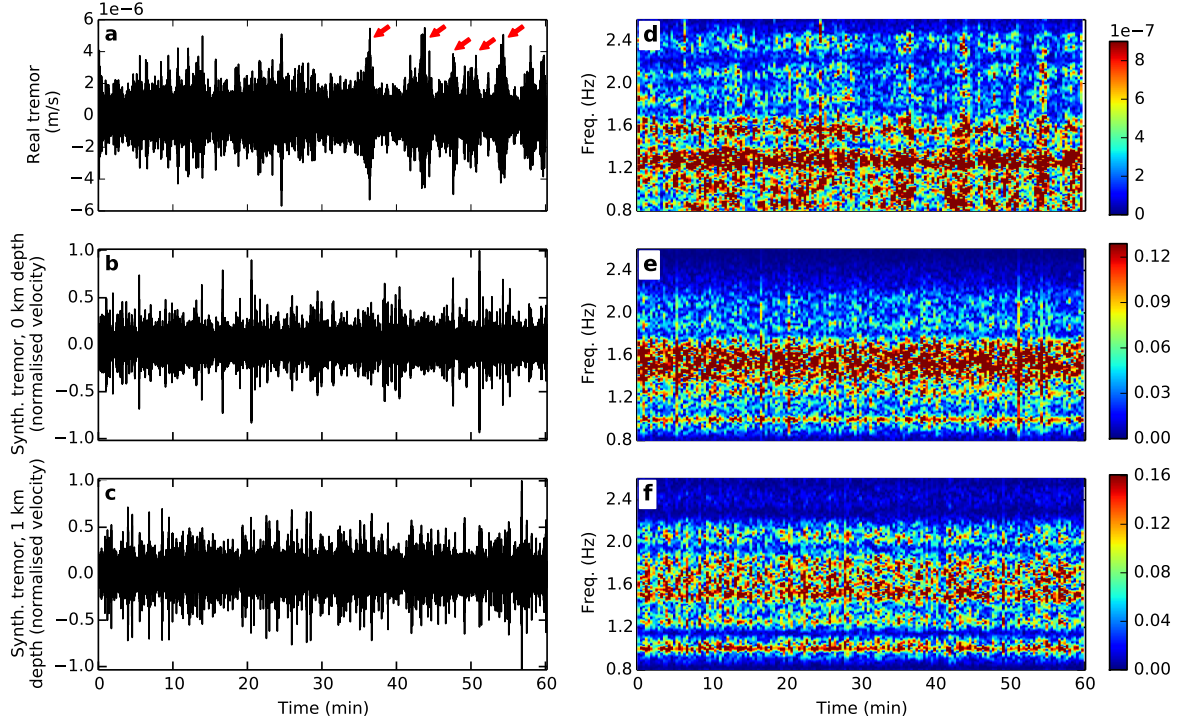 1e−6
a
6
4
2
0
−2
−4
−6
Real tremor
(m/s)
d
2.4
2.0
1.6
1.2
0.8
Freq. (Hz)
1e−7
8
6
4
2
0
b
1.0
0.5
0.0
−0.5
−1.0
Synth. tremor, 0 km depth
(normalised velocity)
e
2.4
2.0
1.6
1.2
0.8
Freq. (Hz)
0.12
0.09
0.06
0.03
0.00
c
1.0
0.5
0.0
−0.5
−1.0
Synth. tremor, 1 km
depth (normalised velocity)
0 10 20 30 40 50 60
Time (min)
f
2.4
2.0
1.6
1.2
0.8
Freq. (Hz)
0 10 20 30 40 50 60
Time (min)
0.16
0.12
0.08
0.04
0.00